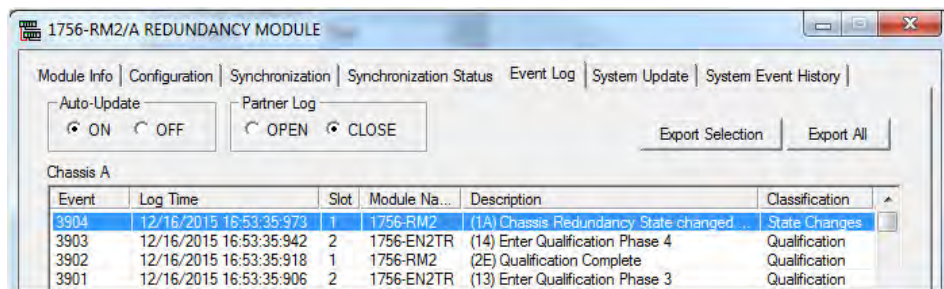 1756-RM2/A REDUNDANCY MODULE
Module Info | Configuration | Synchronization | Synchronization Status | Event Log | System Update | System Event History
Auto-Update Partner Log
ON OFF OPEN CLOSE Export Selection Export All
Chassis A
Event Log Time Slot Module Na... Description Classification
3904 12/16/2015 16:53:35:973 1 1756-RM2 (1A) Chassis Redundancy State changed. ... State Changes
3903 12/16/2015 16:53:35:942 2 1756-EN2TR (14) Enter Qualification Phase 4 Qualification
3902 12/16/2015 16:53:35:918 1 1756-RM2 (2E) Qualification Complete Qualification
3901 12/16/2015 16:53:35:906 2 1756-EN2TR (13) Enter Qualification Phase 3 Qualification